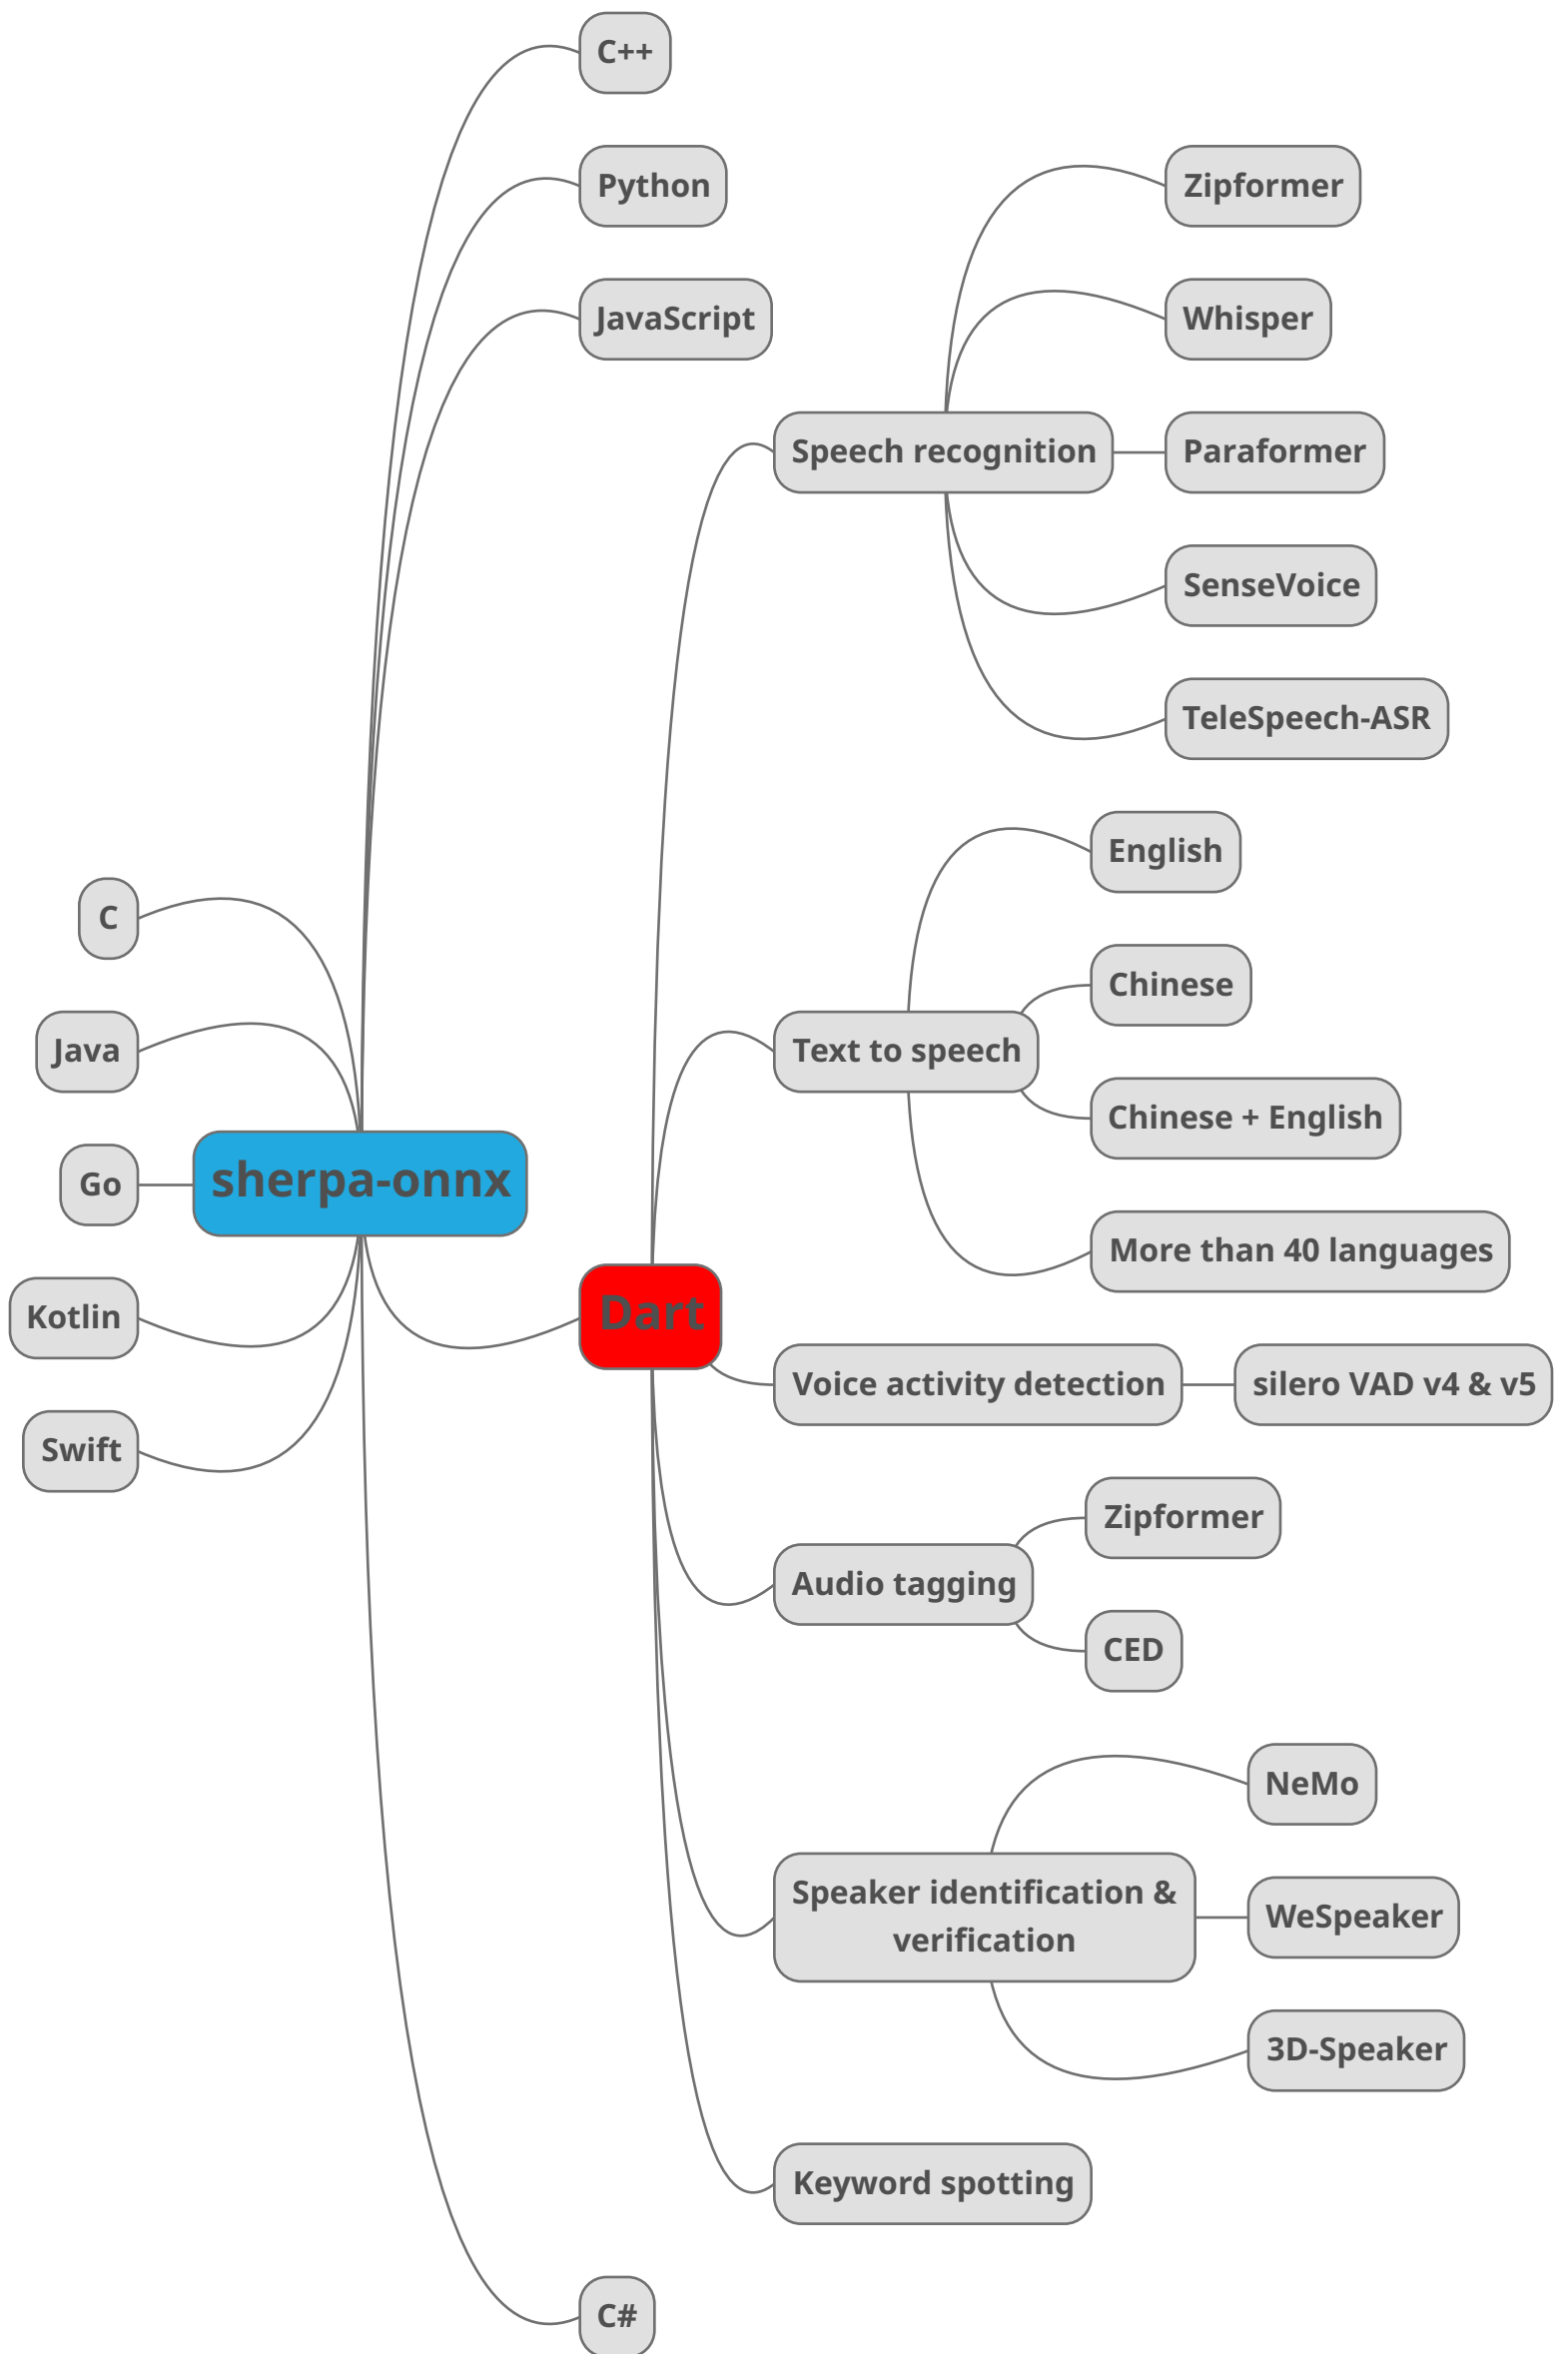 C++
Python
JavaScript
Zipformer
Whisper
Speech recognition
Paraformer
SenseVoice
TeleSpeech-ASR
English
Chinese
Text to speech
Chinese + English
More than 40 languages
C
Java
Go
sherpa-onnx
Kotlin
Swift
Dart
Voice activity detection
silero VAD v4 & v5
Zipformer
Audio tagging
CED
NeMo
Speaker identification &
verification
WeSpeaker
3D-Speaker
Keyword spotting
C#